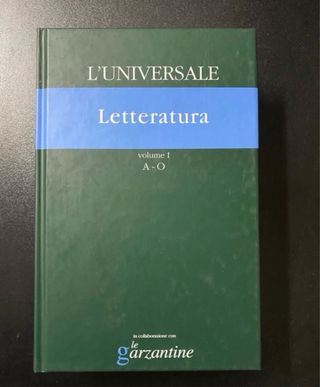 L'UNIVERSALE
Letteratura
volume I
A - O
in collaborazione con
le
garzantine